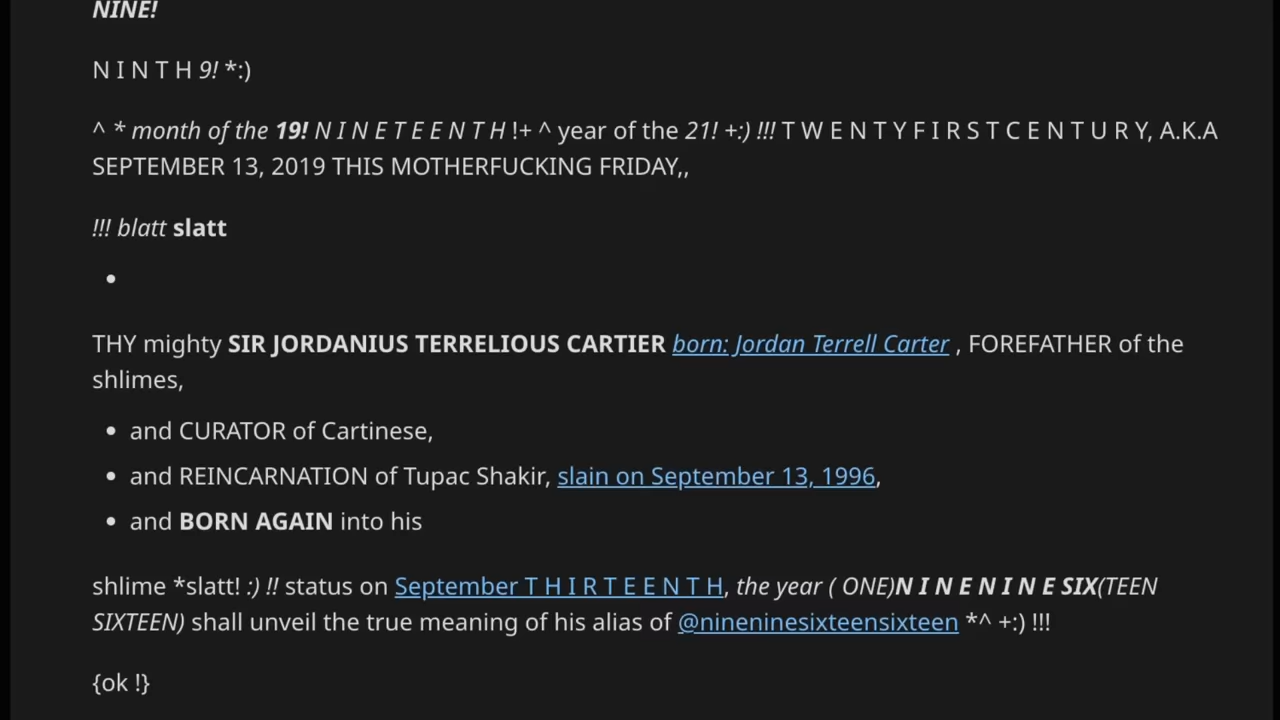 NINE!
N I N T H 9! *:)
^ * month of the 19! N I N E T E E N T H !+ ^ year of the 21! +:) !!! T W E N T Y F I R S T C E N T U R Y, A.K.A
SEPTEMBER 13, 2019 THIS MOTHERFUCKING FRIDAY,,
!!! blatt slatt
•
THY mighty SIR JORDANIUS TERRELIOUS CARTIER born: Jordan Terrell Carter , FOREFATHER of the
shlimes,
• and CURATOR of Cartinese,
• and REINCARNATION of Tupac Shakir, slain on September 13, 1996,
• and BORN AGAIN into his
shlime *slatt! :) !! status on September T H I R T E E N T H, the year ( ONE)N I N E N I N E SIX(TEEN
SIXTEEN) shall unveil the true meaning of his alias of @nineninesixteensixteen *^ +:) !!!
{ok !}